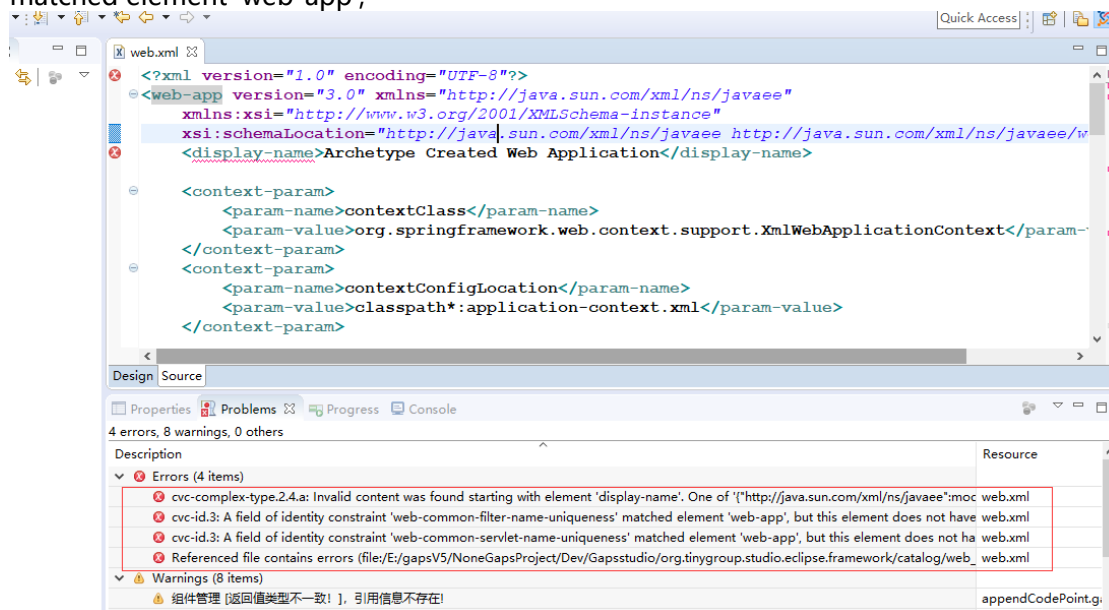 matched element 'web-app',
Quick Access
web.xml
<?xml version="1.0" encoding="UTF-8"?>
<web-app version="3.0" xmlns="http://java.sun.com/xml/ns/javaee"
xmlns:xsi="http://www.w3.org/2001/XMLSchema-instance"
xsi:schemaLocation="http://java.sun.com/xml/ns/javaee http://java.sun.com/xml/ns/javaee/w
<display-name>Archetype Created Web Application</display-name>
<context-param>
<param-name>contextClass</param-name>
<param-value>org.springframework.web.context.support.XmlWebApplicationContext</param-
</context-param>
<context-param>
<param-name>contextConfigLocation</param-name>
<param-value>classpath*:application-context.xml</param-value>
</context-param>
Design Source
Properties Problems Progress Console
4 errors, 8 warnings, 0 others
Description Resource
Errors (4 items)
cvc-complex-type.2.4.a: Invalid content was found starting with element 'display-name'. One of '{"http://java.sun.com/xml/ns/javaee":moc web.xml
cvc-id.3: A field of identity constraint 'web-common-filter-name-uniqueness' matched element 'web-app', but this element does not have web.xml
cvc-id.3: A field of identity constraint 'web-common-servlet-name-uniqueness' matched element 'web-app', but this element does not ha web.xml
Referenced file contains errors (file:/E:/gapsV5/NoneGapsProject/Dev/Gapsstudio/org.tinygroup.studio.eclipse.framework/catalog/web_ web.xml
Warnings (8 items)
组件管理 [返回值类型不一致! ], 引用信息不存在! appendCodePoint.ga